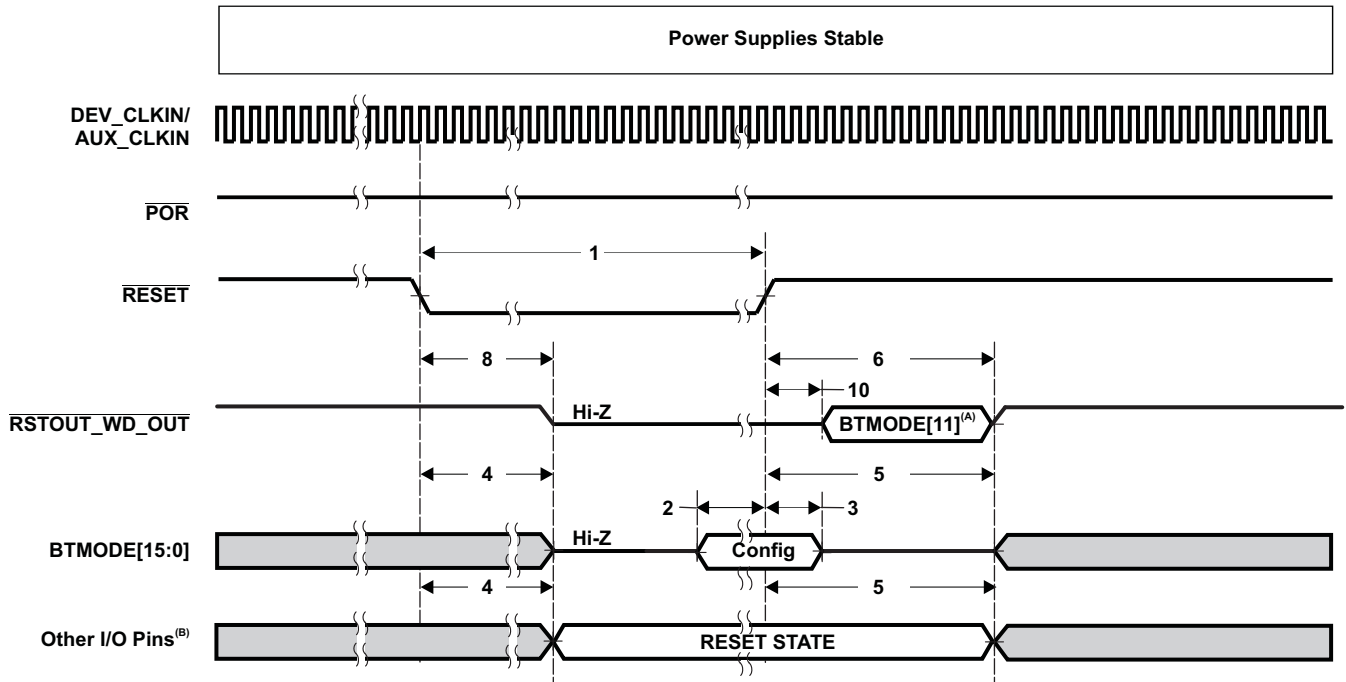 Power Supplies Stable
DEV_CLKIN/
AUX_CLKIN
POR
1
RESET
8
6
10
RSTOUT_WD_OUT
Hi-Z
BTMODE[11](A)
4
5
2
3
BTMODE[15:0]
Hi-Z
Config
4
5
Other I/O Pins(B)
RESET STATE